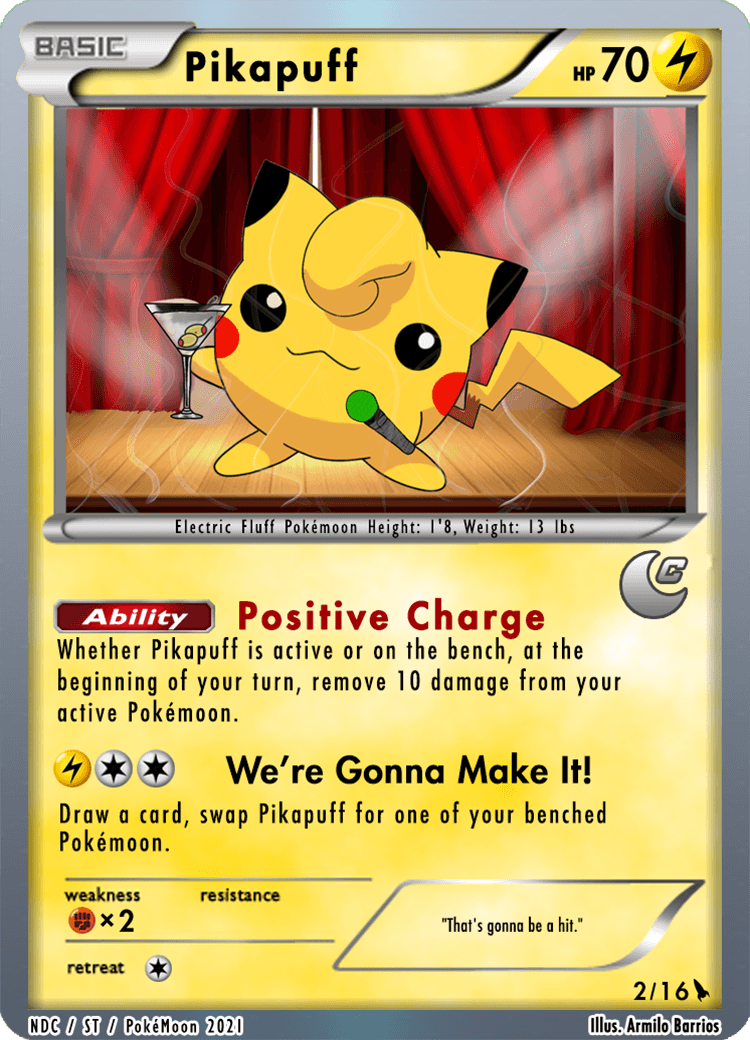 BASIC
Pikapuff
HP 70
Electric Fluff Pokémoon Height: 1'8, Weight: 13 lbs
C
Ability
Positive Charge
Whether Pikapuff is active or on the bench, at the
beginning of your turn, remove 10 damage from your
active Pokémoon.
We're Gonna Make It!
Draw a card, swap Pikapuff for one of your benched
Pokémoon.
weakness
resistance
×2
"That's gonna be a hit."
retreat
2/16
NDC / ST / PokéMoon 2021
Illus. Armilo Barrios